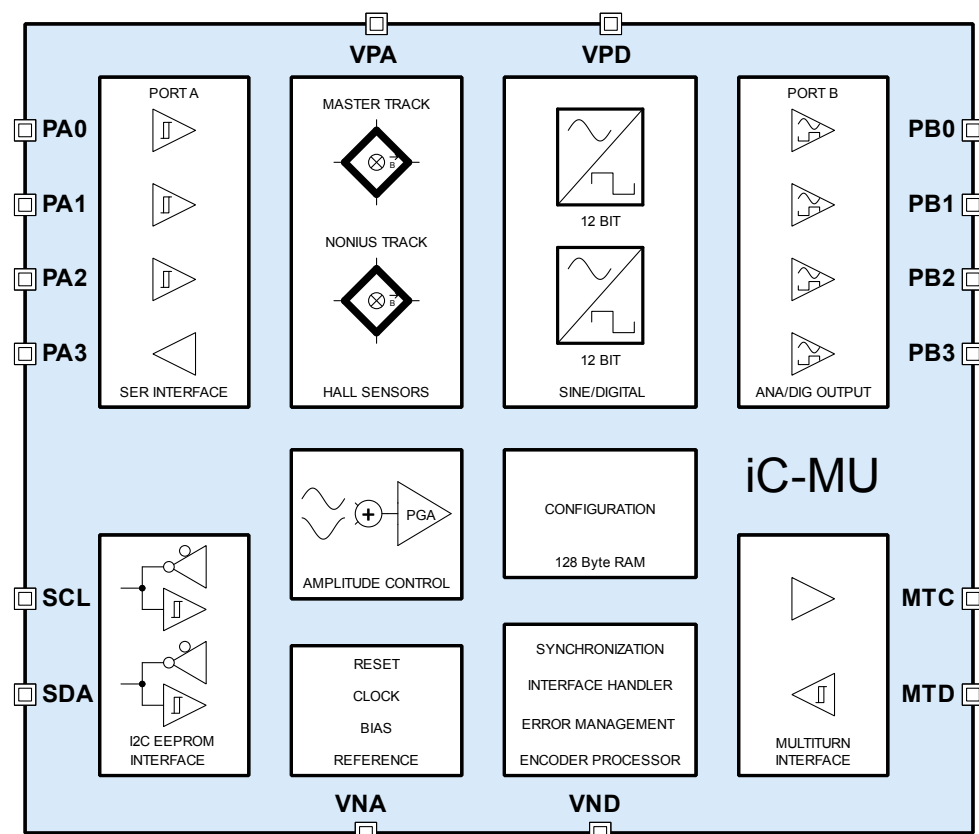 VPA
VPD
PORT A
MASTER TRACK
PORT B
PA0
PB0
B
PA1
PB1
12 BIT
NONIUS TRACK
PA2
PB2
B
PA3
PB3
12 BIT
SER INTERFACE
HALL SENSORS
SINE/DIGITAL
ANA/DIG OUTPUT
iC-MU
PGA
CONFIGURATION
AMPLITUDE CONTROL
128 Byte RAM
SCL
MTC
SYNCHRONIZATION
RESET
INTERFACE HANDLER
SDA
CLOCK
MTD
BIAS
ERROR MANAGEMENT
I2C EEPROM
INTERFACE
REFERENCE
ENCODER PROCESSOR
MULTITURN
INTERFACE
VNA
VND